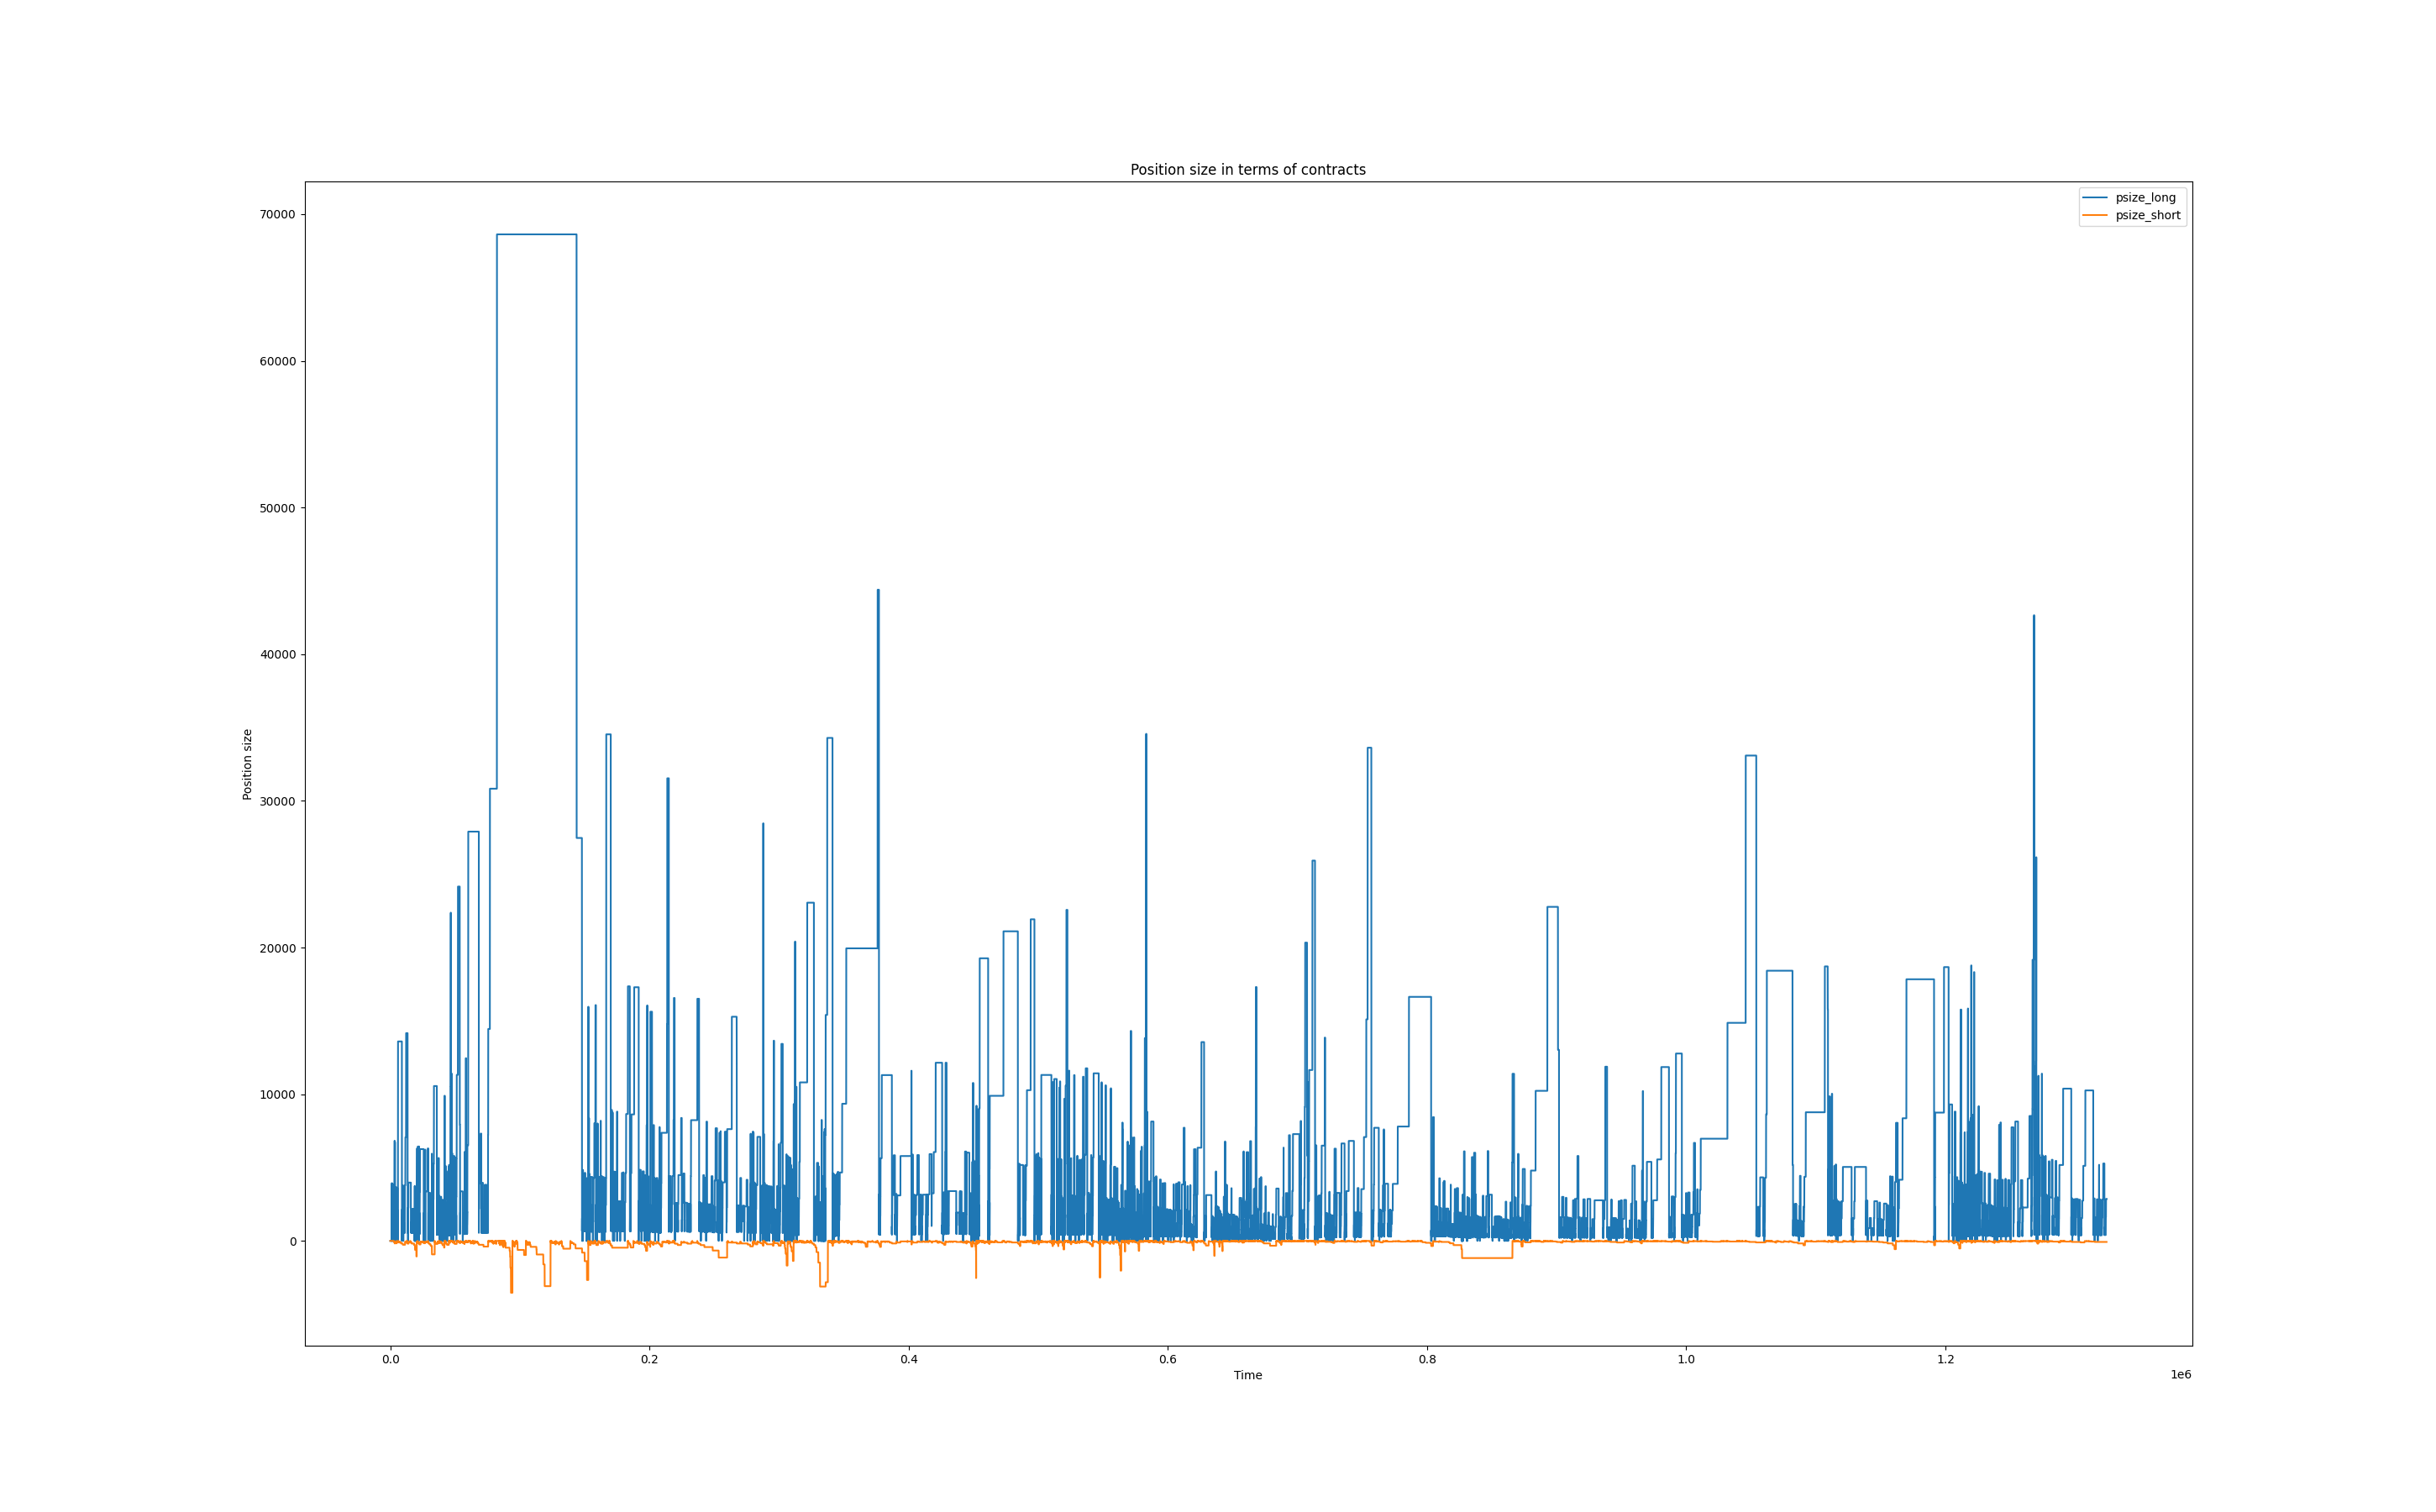 Position size in terms of contracts
psize_long
psize_short
70000
60000
50000
40000
30000
20000
10000
0
Position size
0.0 0.2 0.4 0.6 0.8 1.0 1.2
Time
1e6